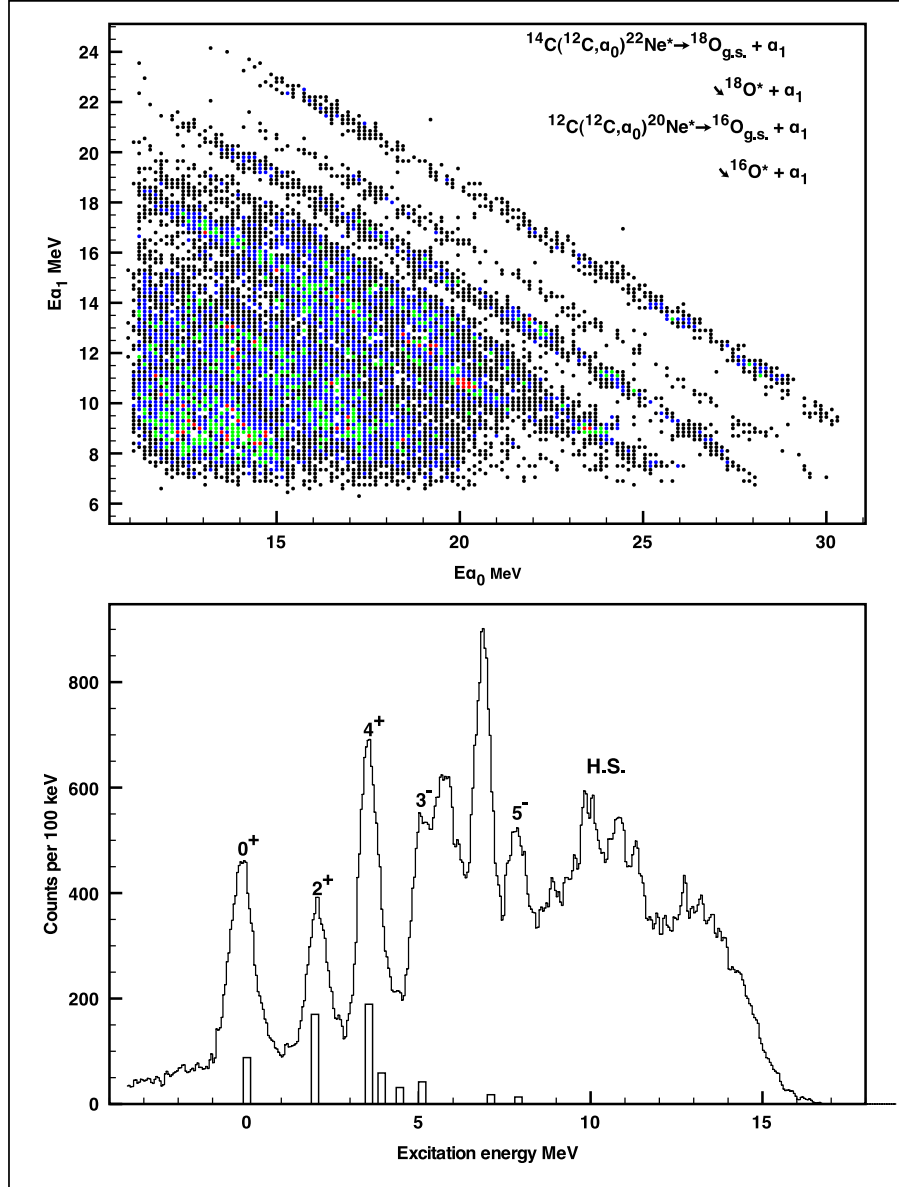 24
22
20
18
16
14
12
10
8
6
Eα₁ MeV
¹⁴C(¹²C,α₀)²²Ne*→¹⁸O_g.s. + α₁
↘¹⁸O* + α₁
¹²C(¹²C,α₀)²⁰Ne*→¹⁶O_g.s. + α₁
↘¹⁶O* + α₁
15 20 25 30
Eα₀ MeV
800
600
400
200
0
Counts per 100 keV
0⁺
2⁺
4⁺
3⁻
5⁻
H.S.
0 5 10 15
Excitation energy MeV